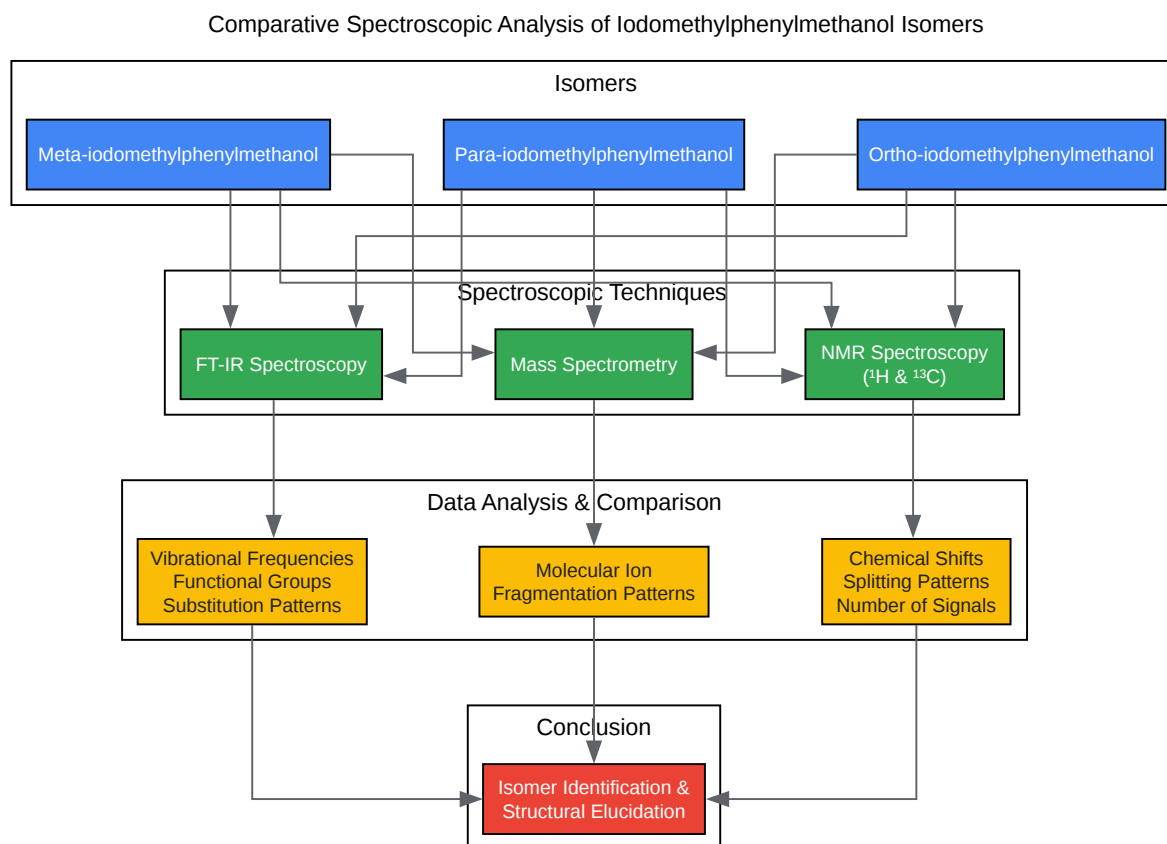 Comparative Spectroscopic Analysis of Iodomethylphenylmethanol Isomers
Isomers
Meta-iodomethylphenylmethanol
Para-iodomethylphenylmethanol
Ortho-iodomethylphenylmethanol
Spectroscopic Techniques
FT-IR Spectroscopy
Mass Spectrometry
NMR Spectroscopy
(¹H & ¹³C)
Data Analysis & Comparison
Vibrational Frequencies
Functional Groups
Substitution Patterns
Molecular Ion
Fragmentation Patterns
Chemical Shifts
Splitting Patterns
Number of Signals
Conclusion
Isomer Identification &
Structural Elucidation